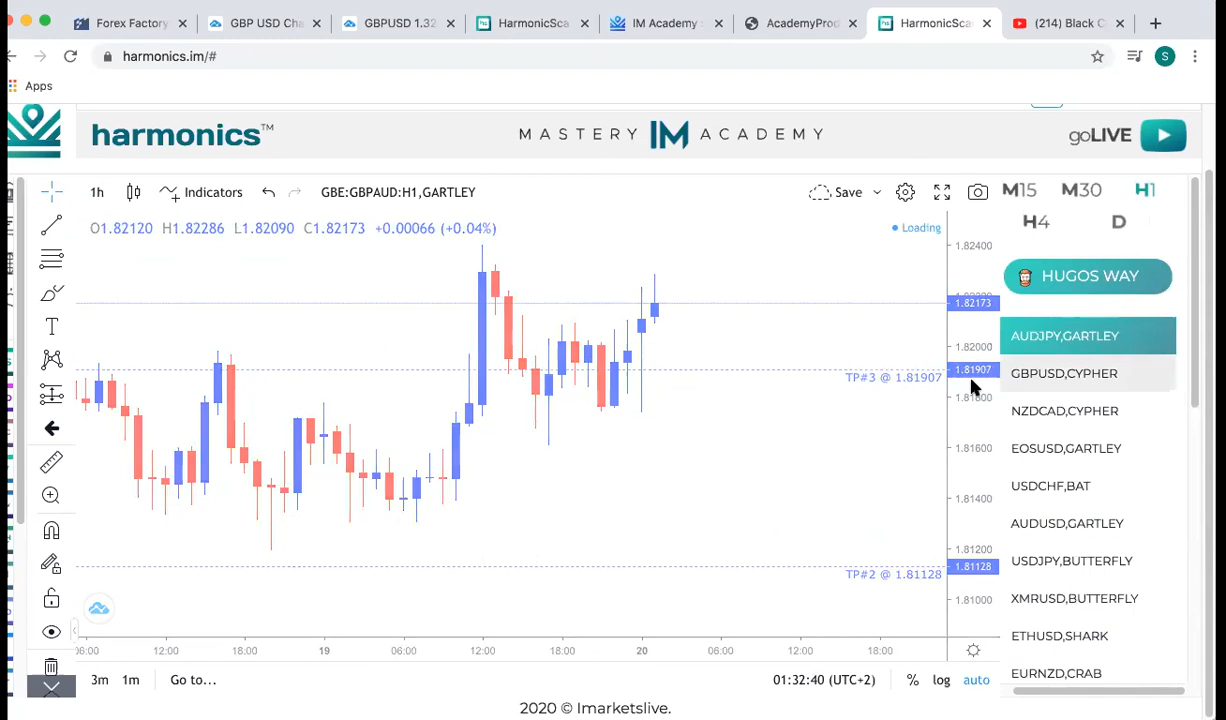 Forex Factory
GBP USD Cha
GBPUSD 1.32
HarmonicSca
IM Academy
AcademyProd
HarmonicSca
(214) Black C
harmonics.im/#
S
Apps
harmonics™
MASTERY IM ACADEMY
goLIVE
1h
Indicators
GBE:GBPAUD:H1,GARTLEY
Save
M15
M30
H1
H4
D
O1.82120 H1.82286 L1.82090 C1.82173 +0.00066 (+0.04%)
Loading
1.82400
HUGOS WAY
1.82173
1.82000
1.81907
TP#3 @ 1.81907
1.81800
1.81600
1.81400
1.81200
1.81128
TP#2 @ 1.81128
1.81000
AUDJPY,GARTLEY
GBPUSD,CYPHER
NZDCAD,CYPHER
EOSUSD,GARTLEY
USDCHF,BAT
AUDUSD,GARTLEY
USDJPY,BUTTERFLY
XMRUSD,BUTTERFLY
ETHUSD,SHARK
EURNZD,CRAB
06:00 12:00 18:00 19 06:00 12:00 18:00 20 06:00 12:00 18:00
3m 1m Go to...
01:32:40 (UTC+2) % log auto
2020 © Imarketslive.